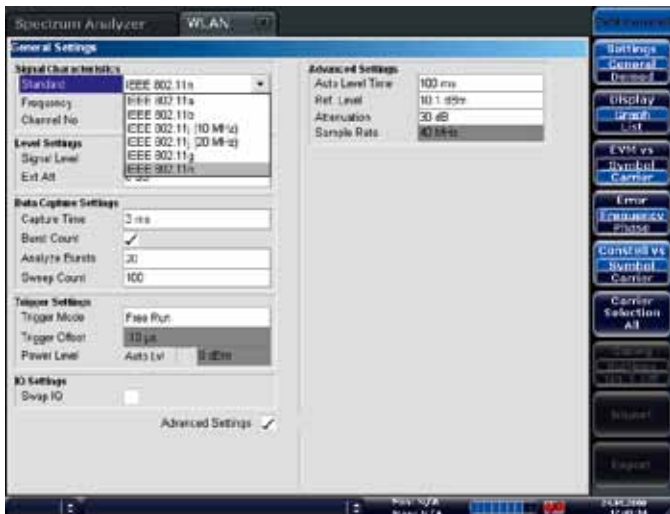 Spectrum Analyzer
WLAN
General Settings
Signal Characteristics
Standard IEEE 802.11n
Frequency IEEE 802.11a
Channel No IEEE 802.11b
IEEE 802.11j (10 MHz)
IEEE 802.11j (20 MHz)
IEEE 802.11g
IEEE 802.11n
Level Settings
Signal Level
Ext Att 0 dB
Data Capture Settings
Capture Time 3 ms
Burst Count
Analyze Bursts 20
Sweep Count 100
Trigger Settings
Trigger Mode Free Run
Trigger Offset -10 µs
Power Level Auto Lvl 0 dBm
IQ Settings
Swap IQ
Advanced Settings
Advanced Settings
Auto Level Time 100 ms
Ref. Level 10.1 dBm
Attenuation 30 dB
Sample Rate 40 MHz
Settings
General
Demod
Display
Graph
List
EVM vs
Symbol
Carrier
Error
Frequency
Phase
Constell vs
Symbol
Carrier
Carrier
Selection
All
Export